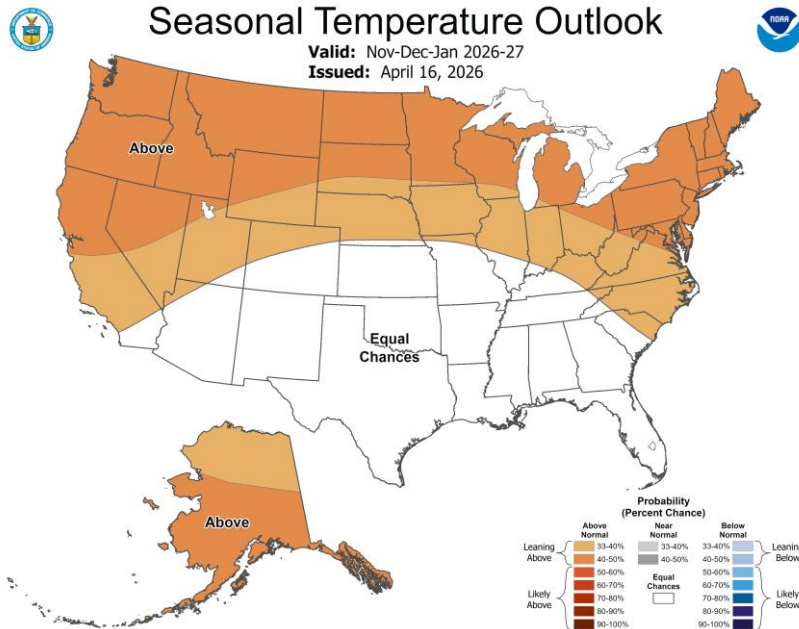 Seasonal Temperature Outlook
Valid: Nov-Dec-Jan 2026-27
Issued: April 16, 2026
NOAA
Above
Equal
Chances
Above
Probability
(Percent Chance)
Above
Normal
Near
Normal
Below
Normal
Leaning
Above
33-40%
40-50%
33-40%
40-50%
33-40%
40-50%
Leaning
Below
Likely
Above
50-60%
60-70%
70-80%
80-90%
90-100%
Equal
Chances
50-60%
60-70%
70-80%
80-90%
90-100%
Likely
Below